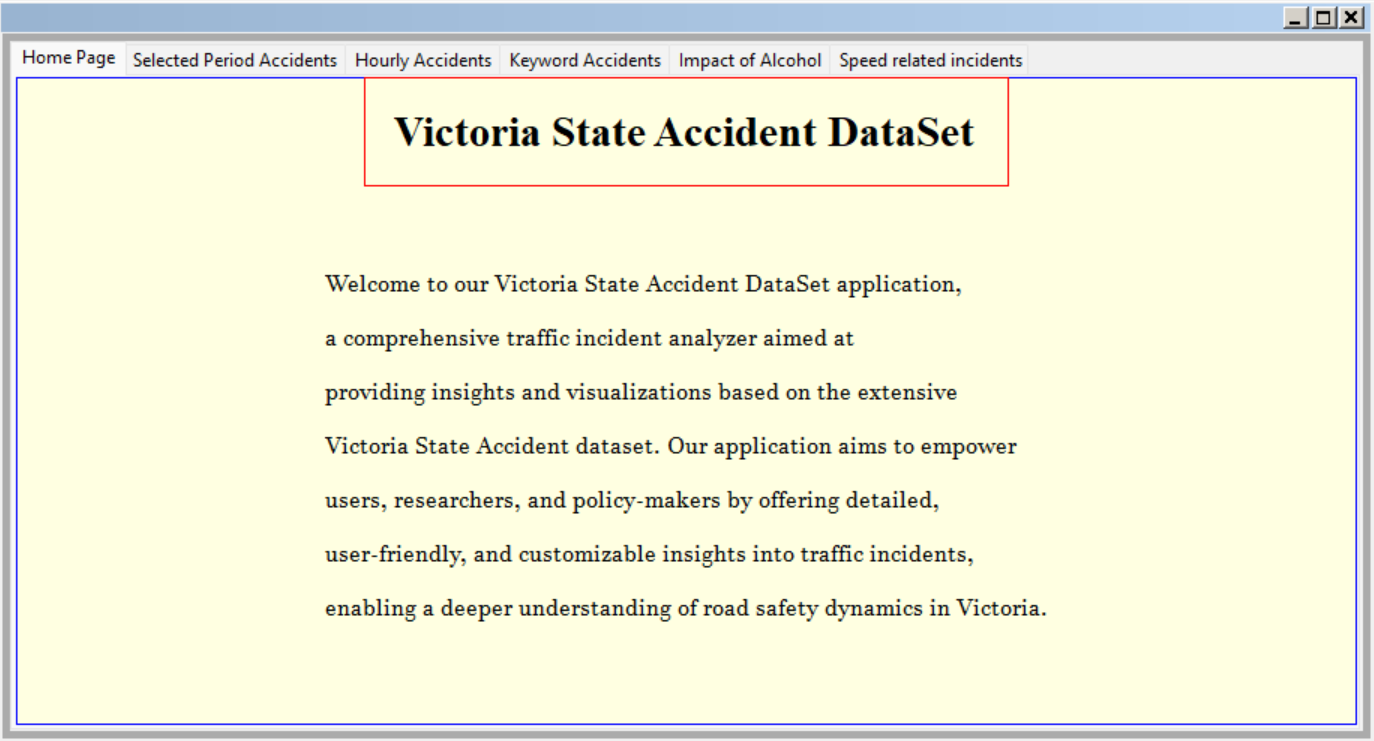 Home Page Selected Period Accidents Hourly Accidents Keyword Accidents Impact of Alcohol Speed related incidents
Victoria State Accident DataSet
Welcome to our Victoria State Accident DataSet application,
a comprehensive traffic incident analyzer aimed at
providing insights and visualizations based on the extensive
Victoria State Accident dataset. Our application aims to empower
users, researchers, and policy-makers by offering detailed,
user-friendly, and customizable insights into traffic incidents,
enabling a deeper understanding of road safety dynamics in Victoria.